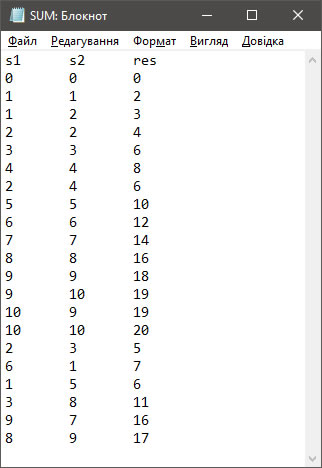 SUM: Блокнот
Файл Редагування Формат Вигляд Довідка
s1 s2 res
0 0 0
1 1 2
1 2 3
2 2 4
3 3 6
4 4 8
2 4 6
5 5 10
6 6 12
7 7 14
8 8 16
9 9 18
9 10 19
10 9 19
10 10 20
2 3 5
6 1 7
1 5 6
3 8 11
9 7 16
8 9 17